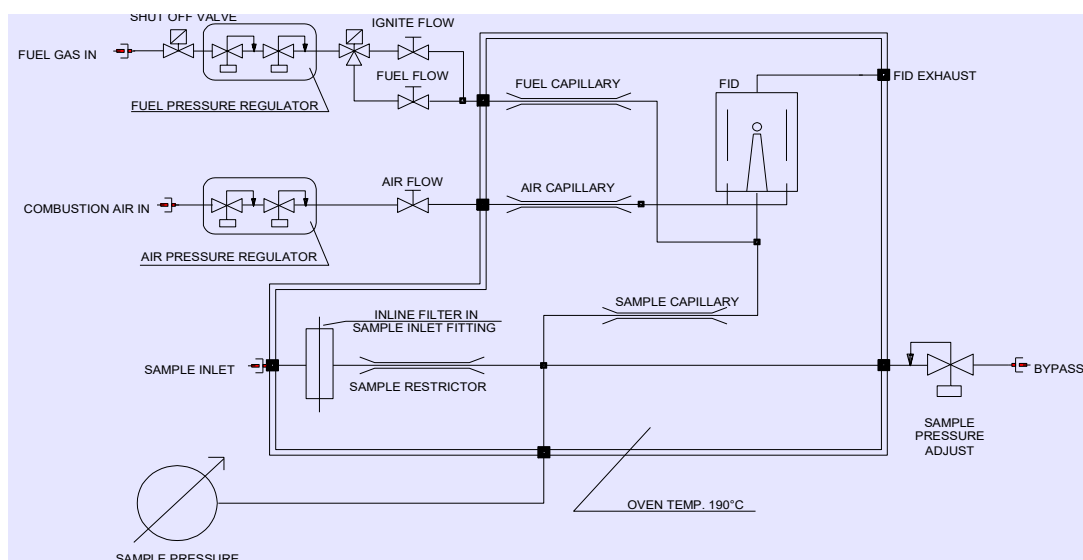 SHUT OFF VALVE
IGNITE FLOW
FUEL GAS IN
FUEL FLOW
FUEL CAPILLARY
FID
FID EXHAUST
FUEL PRESSURE REGULATOR
AIR FLOW
AIR CAPILLARY
COMBUSTION AIR IN
AIR PRESSURE REGULATOR
SAMPLE CAPILLARY
INLINE FILTER IN
SAMPLE INLET FITTING
SAMPLE INLET
SAMPLE RESTRICTOR
BYPASS
SAMPLE
PRESSURE
ADJUST
OVEN TEMP. 190°C
SAMPLE PRESSURE